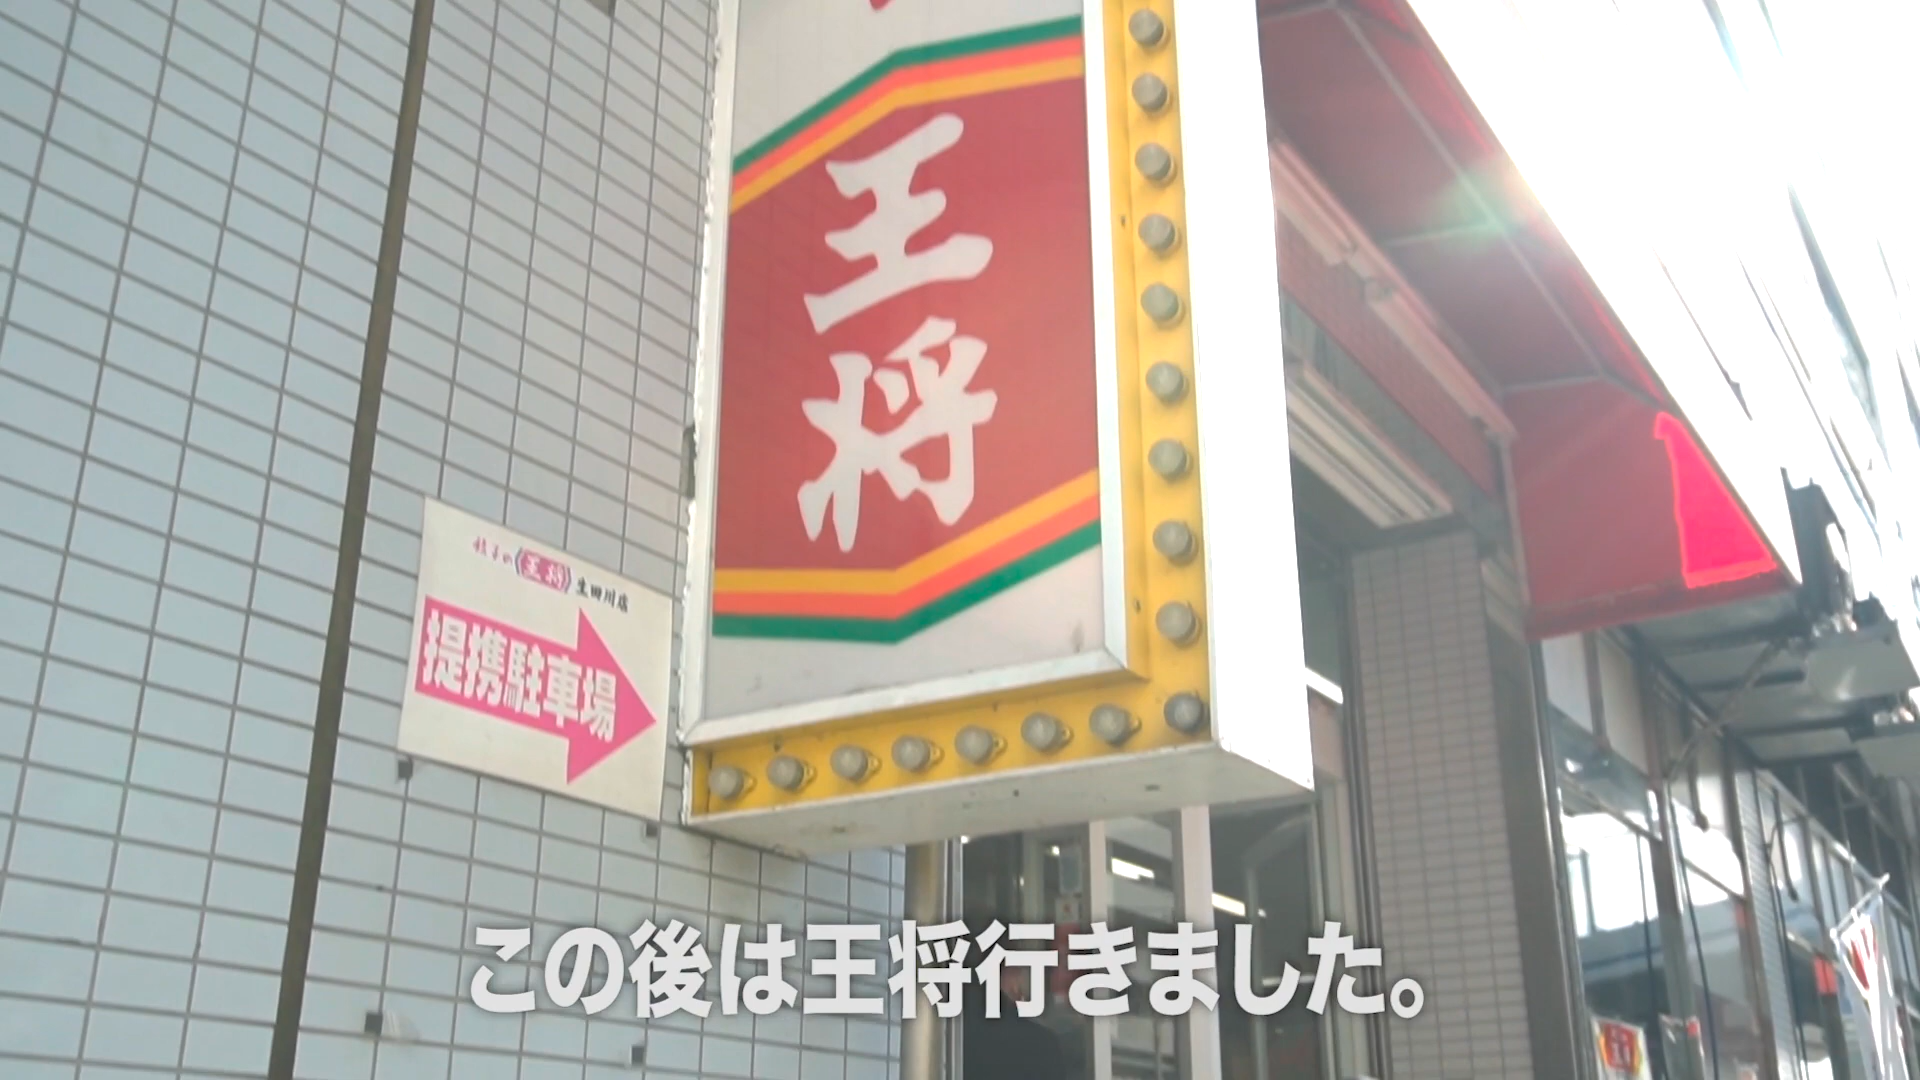 王将
餃子の王将 生田川店
提携駐車場
この後は王将行きました。